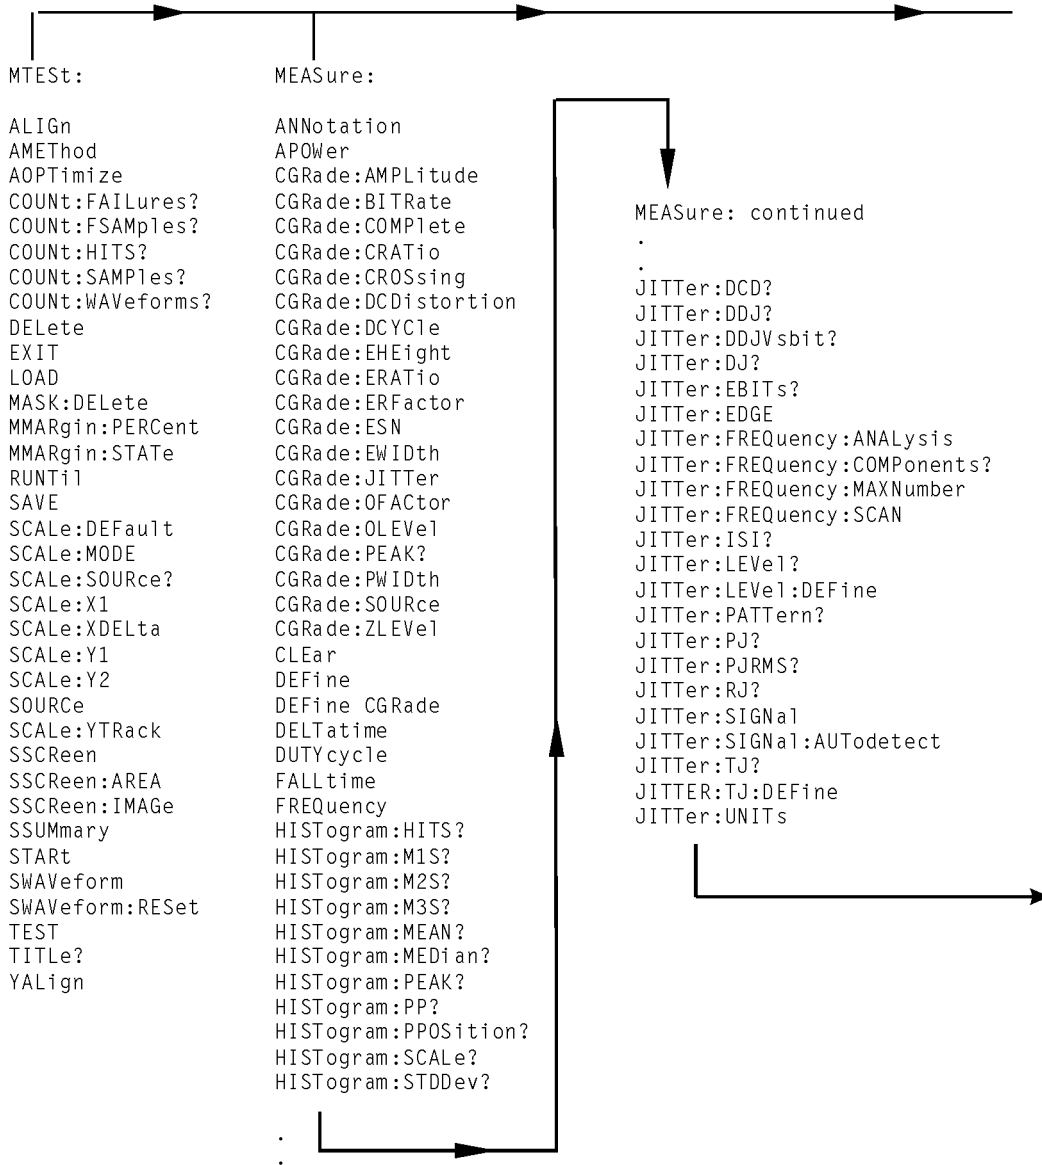 MTESt:
ALIGn
AMEThod
AOPTimize
COUNt:FAILures?
COUNt:FSAMples?
COUNt:HITS?
COUNt:SAMPles?
COUNt:WAVeforms?
DELete
EXIT
LOAD
MASK:DELete
MMARgin:PERCent
MMARgin:STATe
RUNTil
SAVE
SCALe:DEFault
SCALe:MODE
SCALe:SOURce?
SCALe:X1
SCALe:XDELta
SCALe:Y1
SCALe:Y2
SOURCe
SCALe:YTRack
SSCReen
SSCReen:AREA
SSCReen:IMAGe
SSUMmary
STARt
SWAVeform
SWAVeform:RESet
TEST
TITLe?
YALign
MEASure:
ANNotation
APOWer
CGRade:AMPLitude
CGRade:BITRate
CGRade:COMPlete
CGRade:CRATio
CGRade:CROSsing
CGRade:DCDistortion
CGRade:DCYCle
CGRade:EHEight
CGRade:ERATio
CGRade:ERFactor
CGRade:ESN
CGRade:EWIDth
CGRade:JITTer
CGRade:OFACtor
CGRade:OLEVel
CGRade:PEAK?
CGRade:PWIDth
CGRade:SOURce
CGRade:ZLEVel
CLEar
DEFine
DEFine CGRade
DELTatime
DUTYcycle
FALLtime
FREQuency
HISTogram:HITS?
HISTogram:M1S?
HISTogram:M2S?
HISTogram:M3S?
HISTogram:MEAN?
HISTogram:MEDian?
HISTogram:PEAK?
HISTogram:PP?
HISTogram:PPOSition?
HISTogram:SCALe?
HISTogram:STDDev?
.
.
MEASure: continued
.
.
JITTer:DCD?
JITTer:DDJ?
JITTer:DDJVsbit?
JITTer:DJ?
JITTer:EBITs?
JITTer:EDGE
JITTer:FREQuency:ANALysis
JITTer:FREQuency:COMPonents?
JITTer:FREQuency:MAXNumber
JITTer:FREQuency:SCAN
JITTer:ISI?
JITTer:LEVel?
JITTer:LEVel:DEFine
JITTer:PATTern?
JITTer:PJ?
JITTer:PJRMS?
JITTer:RJ?
JITTer:SIGNal
JITTer:SIGNal:AUTodetect
JITTer:TJ?
JITTER:TJ:DEFine
JITTer:UNITs